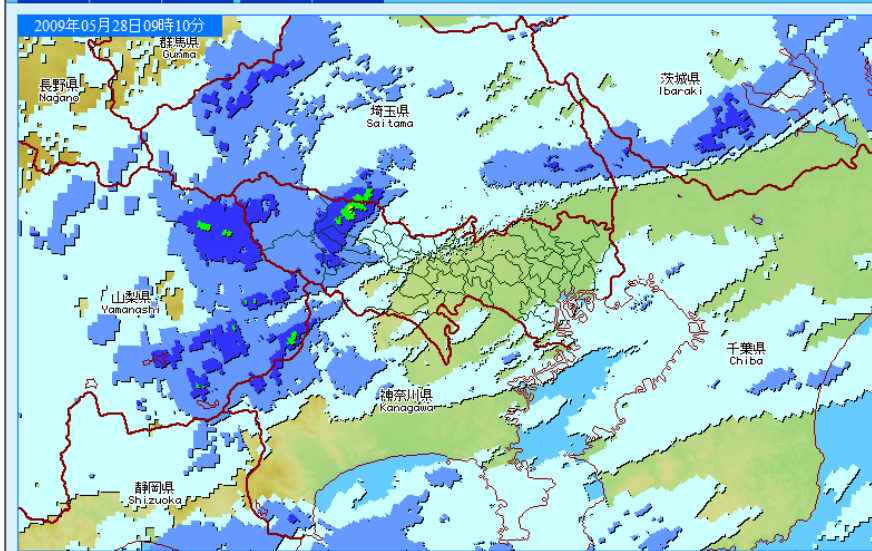 2009年05月28日09時10分
群馬県
Gunma
長野県
Nagano
茨城県
Ibaraki
埼玉県
Saitama
山梨県
Yamanashi
千葉県
Chiba
神奈川県
Kanagawa
静岡県
Shizuoka